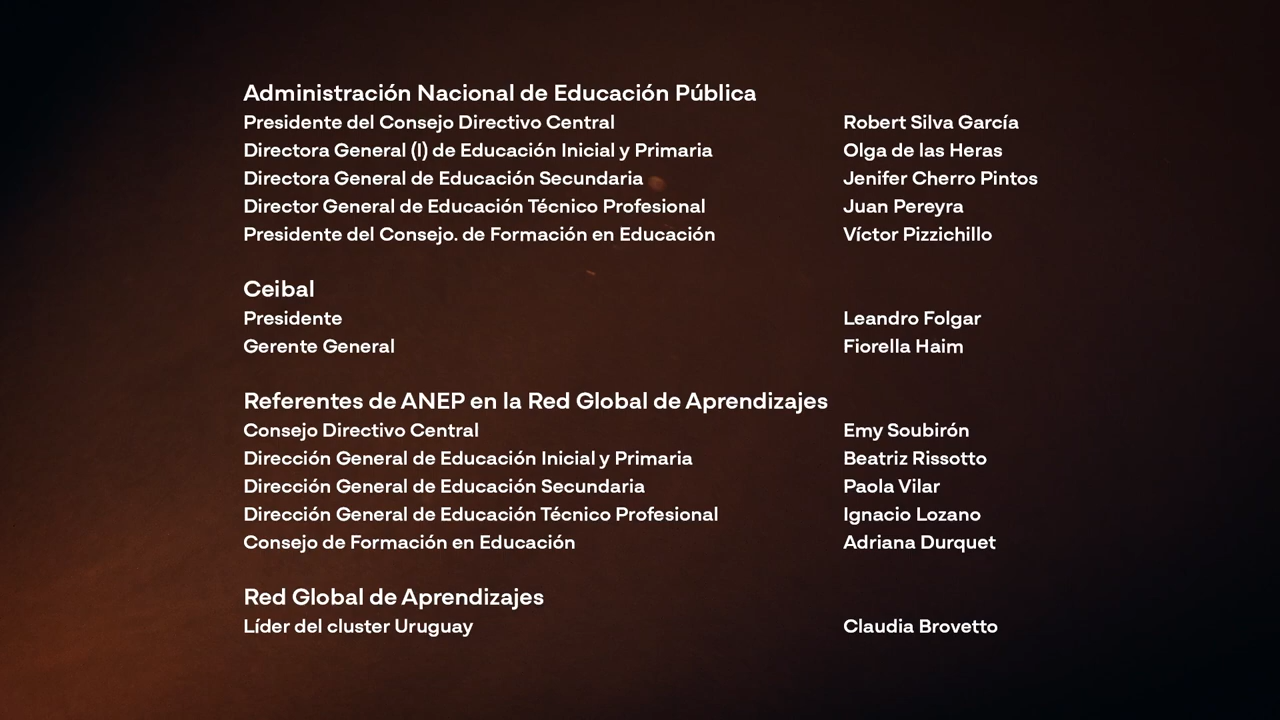 Administración Nacional de Educación Pública
Presidente del Consejo Directivo Central Robert Silva García
Directora General (I) de Educación Inicial y Primaria Olga de las Heras
Directora General de Educación Secundaria Jenifer Cherro Pintos
Director General de Educación Técnico Profesional Juan Pereyra
Presidente del Consejo. de Formación en Educación Víctor Pizzichillo
Ceibal
Presidente Leandro Folgar
Gerente General Fiorella Haim
Referentes de ANEP en la Red Global de Aprendizajes
Consejo Directivo Central Emy Soubirón
Dirección General de Educación Inicial y Primaria Beatriz Rissotto
Dirección General de Educación Secundaria Paola Vilar
Dirección General de Educación Técnico Profesional Ignacio Lozano
Consejo de Formación en Educación Adriana Durquet
Red Global de Aprendizajes
Líder del cluster Uruguay Claudia Brovetto